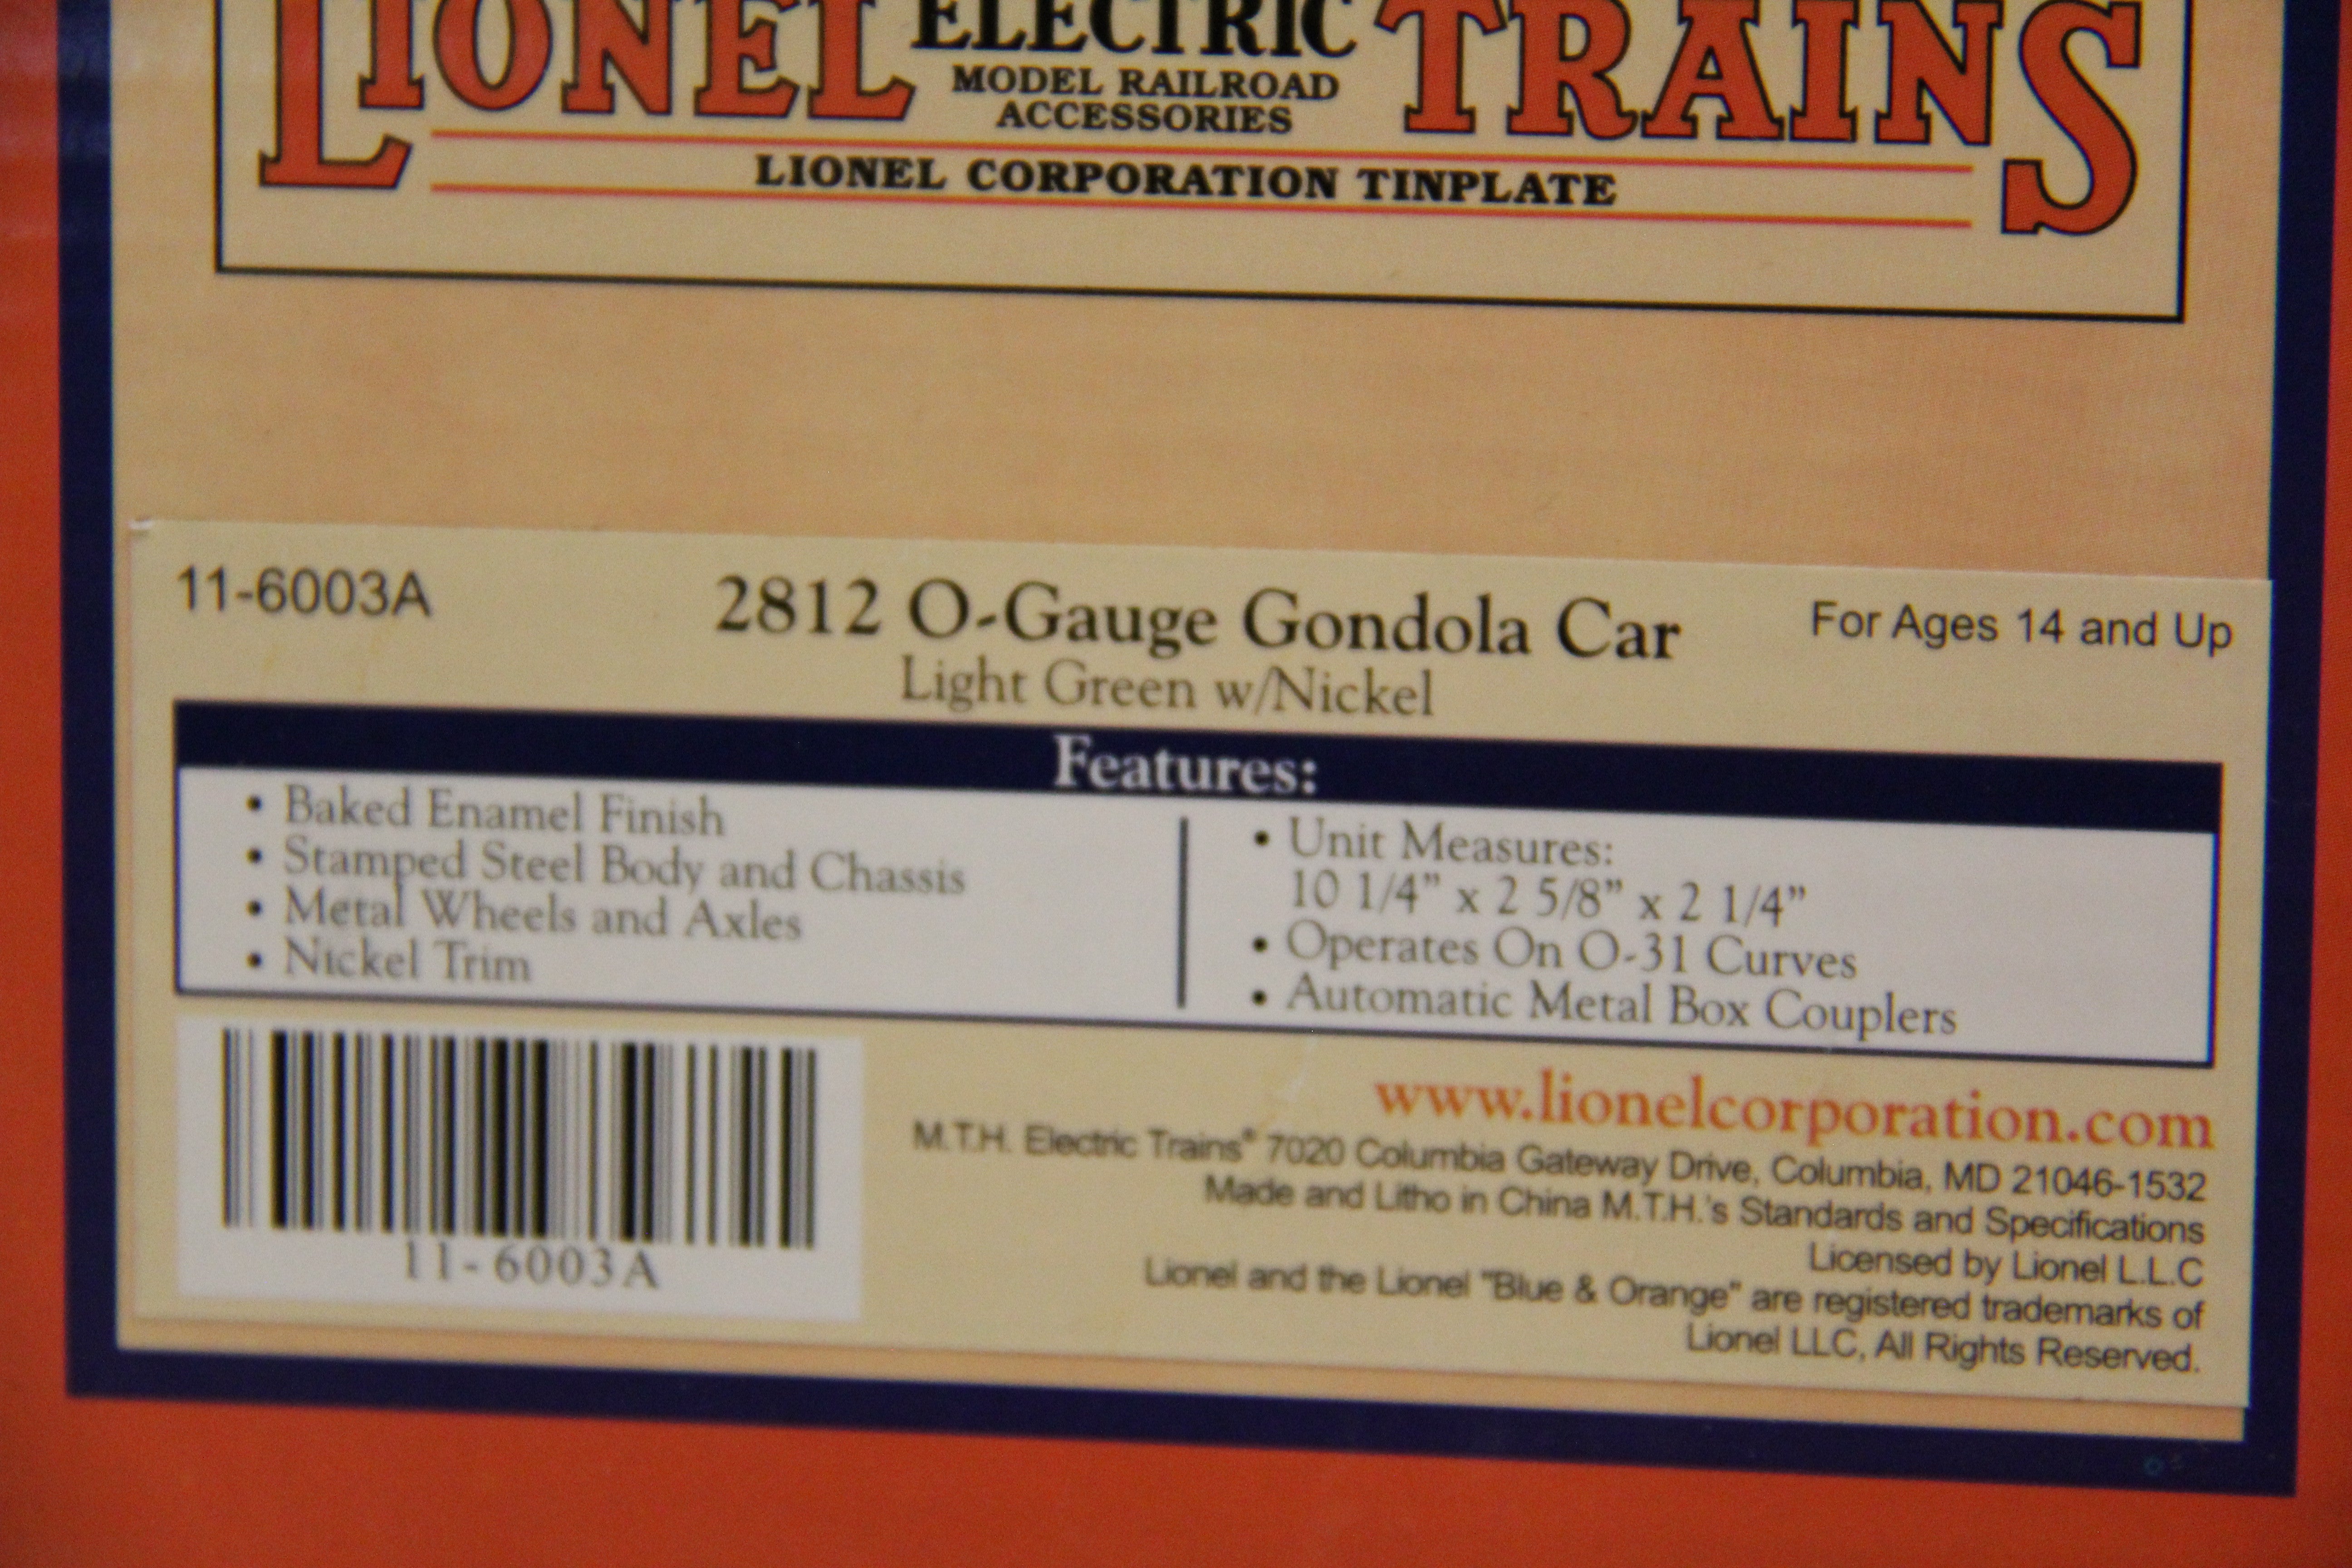 LIONEL ELECTRIC TRAINS
MODEL RAILROAD
ACCESSORIES
LIONEL CORPORATION TINPLATE
11-6003A
2812 O-Gauge Gondola Car
For Ages 14 and Up
Light Green w/Nickel
Features:
• Baked Enamel Finish
• Stamped Steel Body and Chassis
• Metal Wheels and Axles
• Nickel Trim
• Unit Measures:
10 1/4” x 2 5/8” x 2 1/4”
• Operates On O-31 Curves
• Automatic Metal Box Couplers
11-6003A
www.lionelcorporation.com
M.T.H. Electric Trains® 7020 Columbia Gateway Drive, Columbia, MD 21046-1532
Made and Litho in China M.T.H.'s Standards and Specifications
Licensed by Lionel L.L.C
Lionel and the Lionel "Blue & Orange" are registered trademarks of
Lionel LLC, All Rights Reserved.